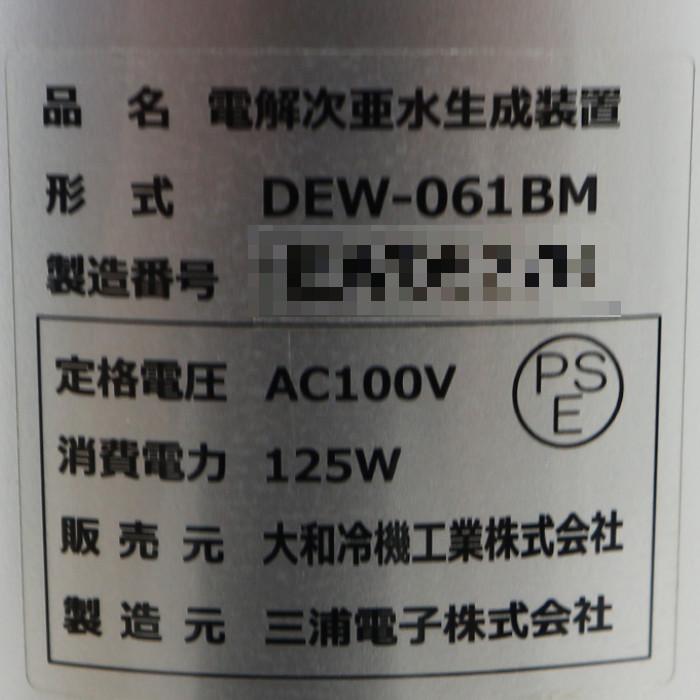 品名 電解次亜水生成装置
形式 DEW-061BM
製造番号
定格電圧 AC100V
PSE
消費電力 125W
販売元 大和冷機工業株式会社
製造元 三浦電子株式会社